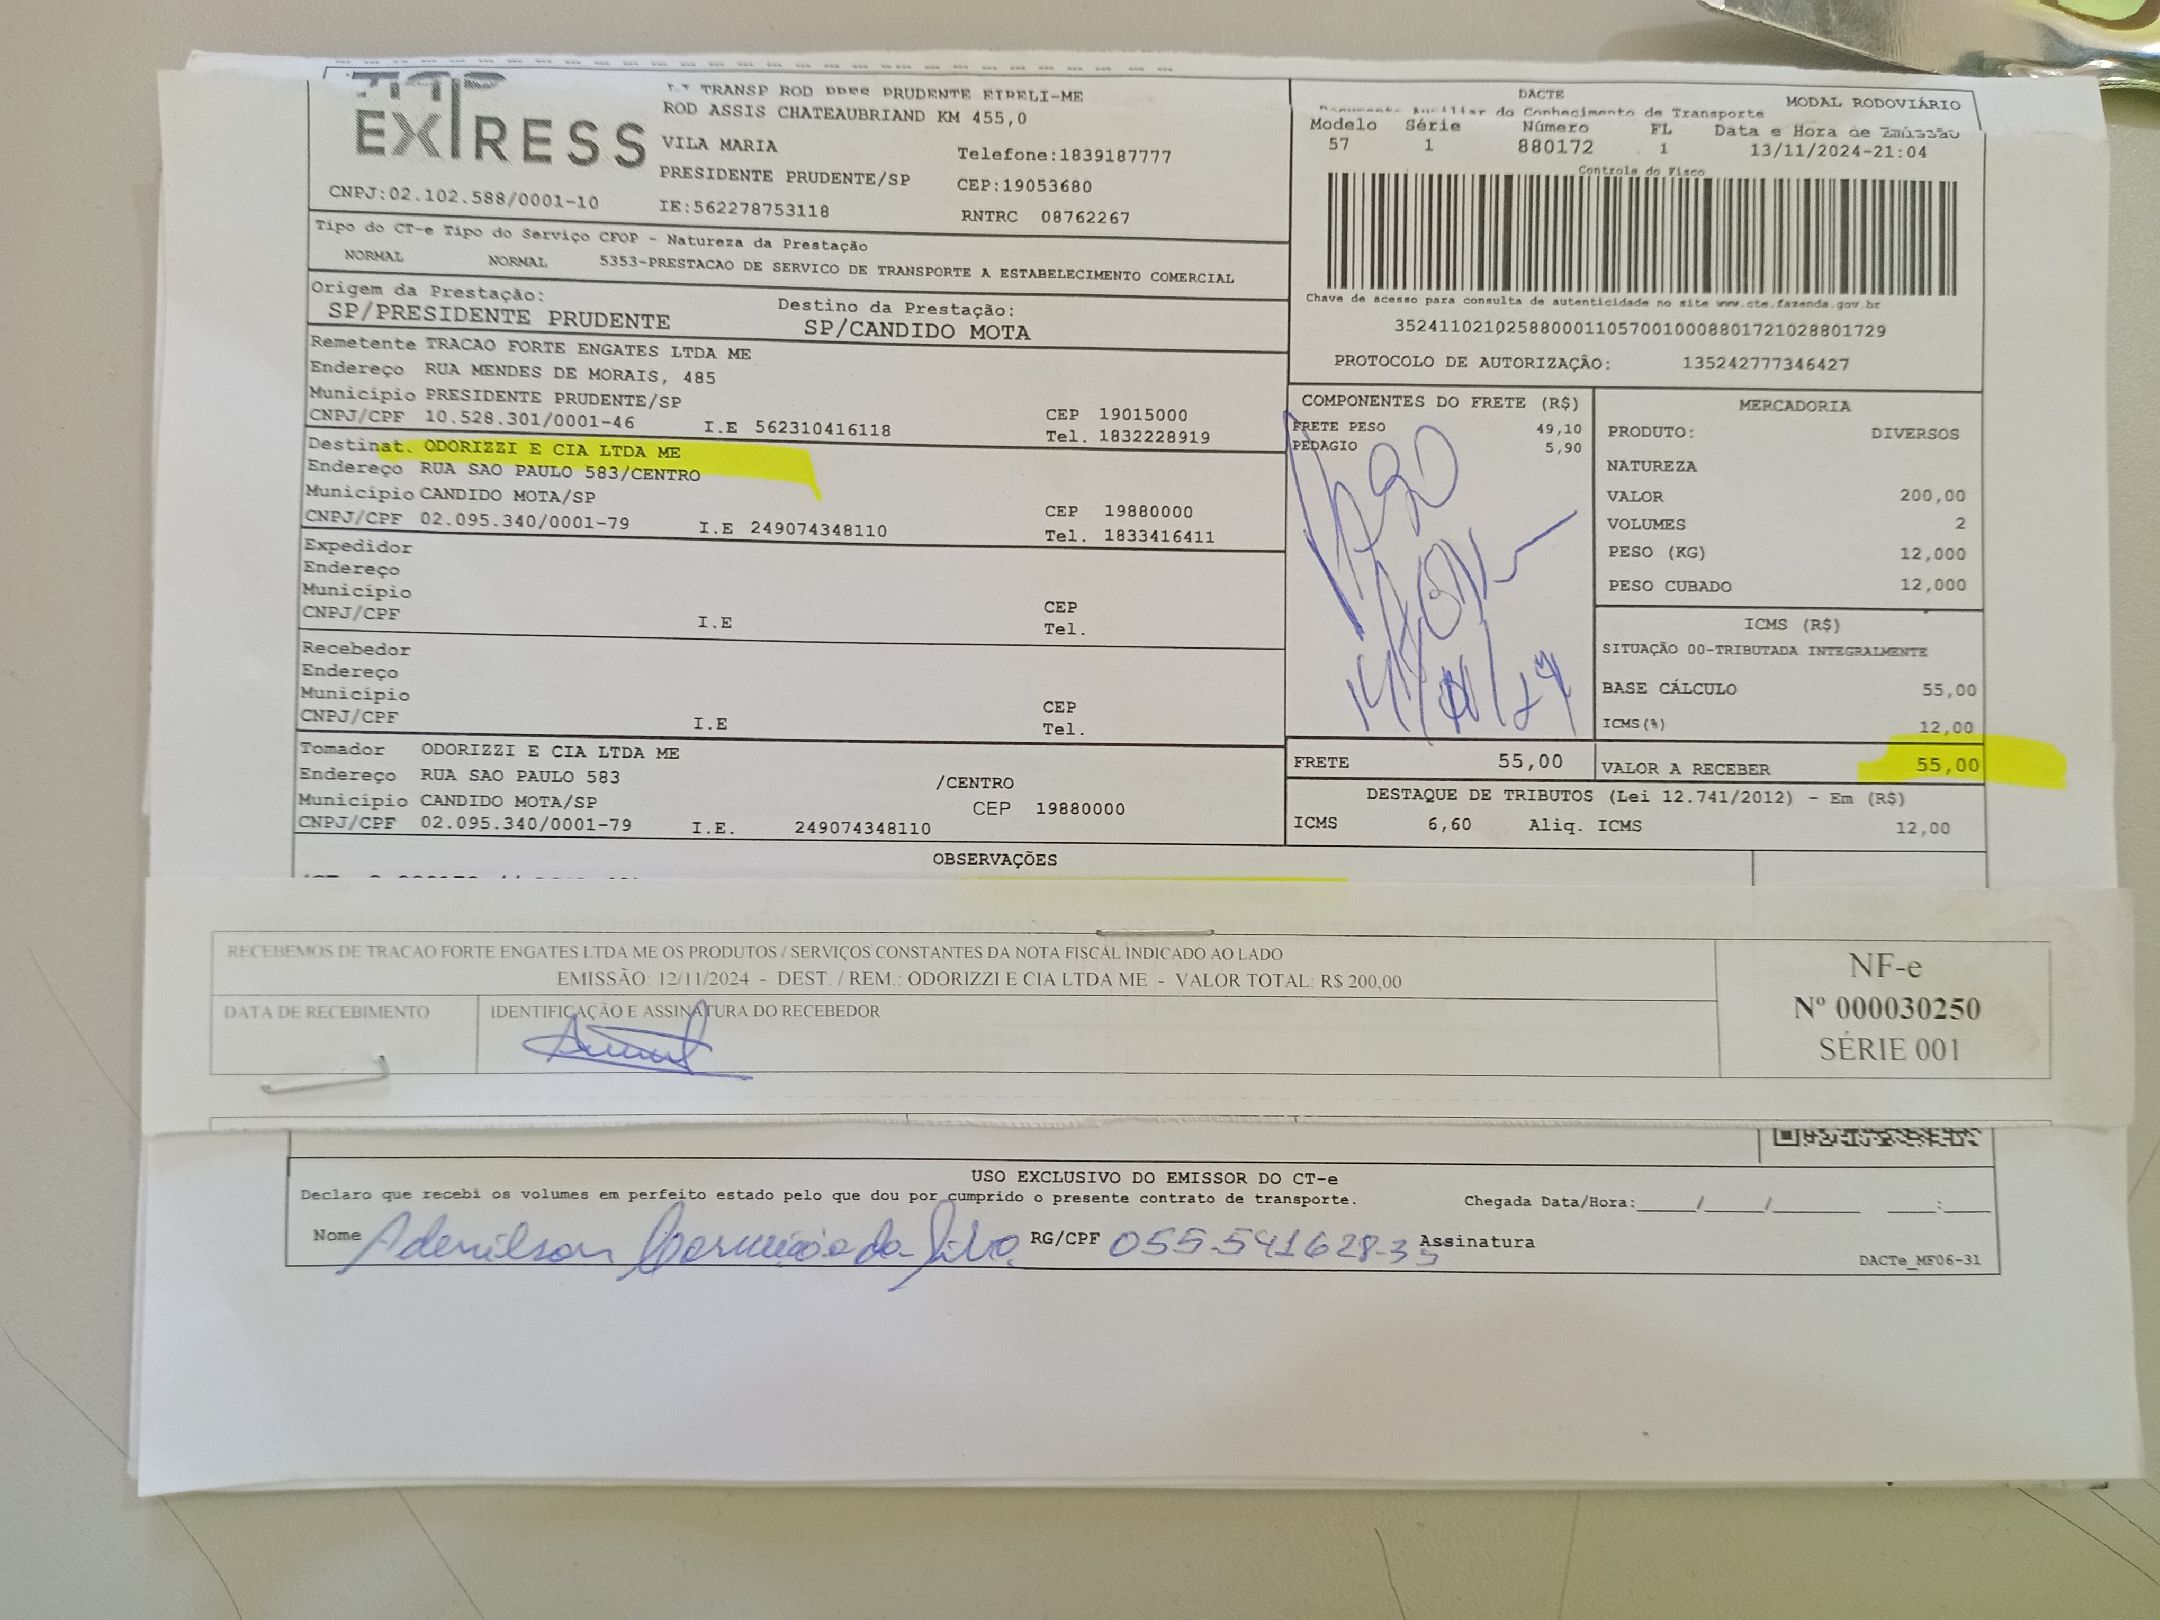 EXPRESS
TRANSP ROD PRES PRUDENTE EIRELI-ME
ROD ASSIS CHATEAUBRIAND KM 455,0
VILA MARIA
Telefone:1839187777
PRESIDENTE PRUDENTE/SP
CEP:19053680
CNPJ:02.102.588/0001-10
IE:562278753118
RNTRC 08762267
DACTE
Documento Auxiliar do Conhecimento de Transporte
MODAL RODOVIÁRIO
Modelo Série Número FL Data e Hora de Emissão
57 1 880172 1 13/11/2024-21:04
Controle do Fisco
Chave de acesso para consulta de autenticidade no site www.cte.fazenda.gov.br
35241102102588000110570010008801721028801729
PROTOCOLO DE AUTORIZAÇÃO: 135242777346427
Tipo do CT-e Tipo do Serviço CFOP - Natureza da Prestação
NORMAL NORMAL 5353-PRESTACAO DE SERVICO DE TRANSPORTE A ESTABELECIMENTO COMERCIAL
Origem da Prestação: Destino da Prestação:
SP/PRESIDENTE PRUDENTE SP/CANDIDO MOTA
Remetente TRACAO FORTE ENGATES LTDA ME
Endereço RUA MENDES DE MORAIS, 485
Município PRESIDENTE PRUDENTE/SP
CEP 19015000
CNPJ/CPF 10.528.301/0001-46 I.E 562310416118 Tel. 1832228919
Destinat. ODORIZZI E CIA LTDA ME
Endereço RUA SAO PAULO 583/CENTRO
Município CANDIDO MOTA/SP
CEP 19880000
CNPJ/CPF 02.095.340/0001-79 I.E 249074348110 Tel. 1833416411
Expedidor
Endereço
Município
CEP
CNPJ/CPF I.E Tel.
Recebedor
Endereço
Município
CEP
CNPJ/CPF I.E Tel.
Tomador ODORIZZI E CIA LTDA ME
Endereço RUA SAO PAULO 583 /CENTRO
Município CANDIDO MOTA/SP CEP 19880000
CNPJ/CPF 02.095.340/0001-79 I.E. 249074348110
COMPONENTES DO FRETE (R$)
FRETE PESO 49,10
PEDAGIO 5,90
14/11/24
FRETE 55,00
MERCADORIA
PRODUTO: DIVERSOS
NATUREZA
VALOR 200,00
VOLUMES 2
PESO (KG) 12,000
PESO CUBADO 12,000
ICMS (R$)
SITUAÇÃO 00-TRIBUTADA INTEGRALMENTE
BASE CÁLCULO 55,00
ICMS(%) 12,00
VALOR A RECEBER 55,00
DESTAQUE DE TRIBUTOS (Lei 12.741/2012) - Em (R$)
ICMS 6,60 Aliq. ICMS 12,00
OBSERVAÇÕES
RECEBEMOS DE TRACAO FORTE ENGATES LTDA ME OS PRODUTOS / SERVIÇOS CONSTANTES DA NOTA FISCAL INDICADO AO LADO
EMISSÃO: 12/11/2024 - DEST. / REM.: ODORIZZI E CIA LTDA ME - VALOR TOTAL: R$ 200,00
DATA DE RECEBIMENTO
IDENTIFICAÇÃO E ASSINATURA DO RECEBEDOR
NF-e
Nº 000030250
SÉRIE 001
USO EXCLUSIVO DO EMISSOR DO CT-e
Declaro que recebi os volumes em perfeito estado pelo que dou por cumprido o presente contrato de transporte. Chegada Data/Hora:____/____/______ ____:____
Nome Adenilson da Silva RG/CPF 055.541628-35 Assinatura
DACTe_MF06-31